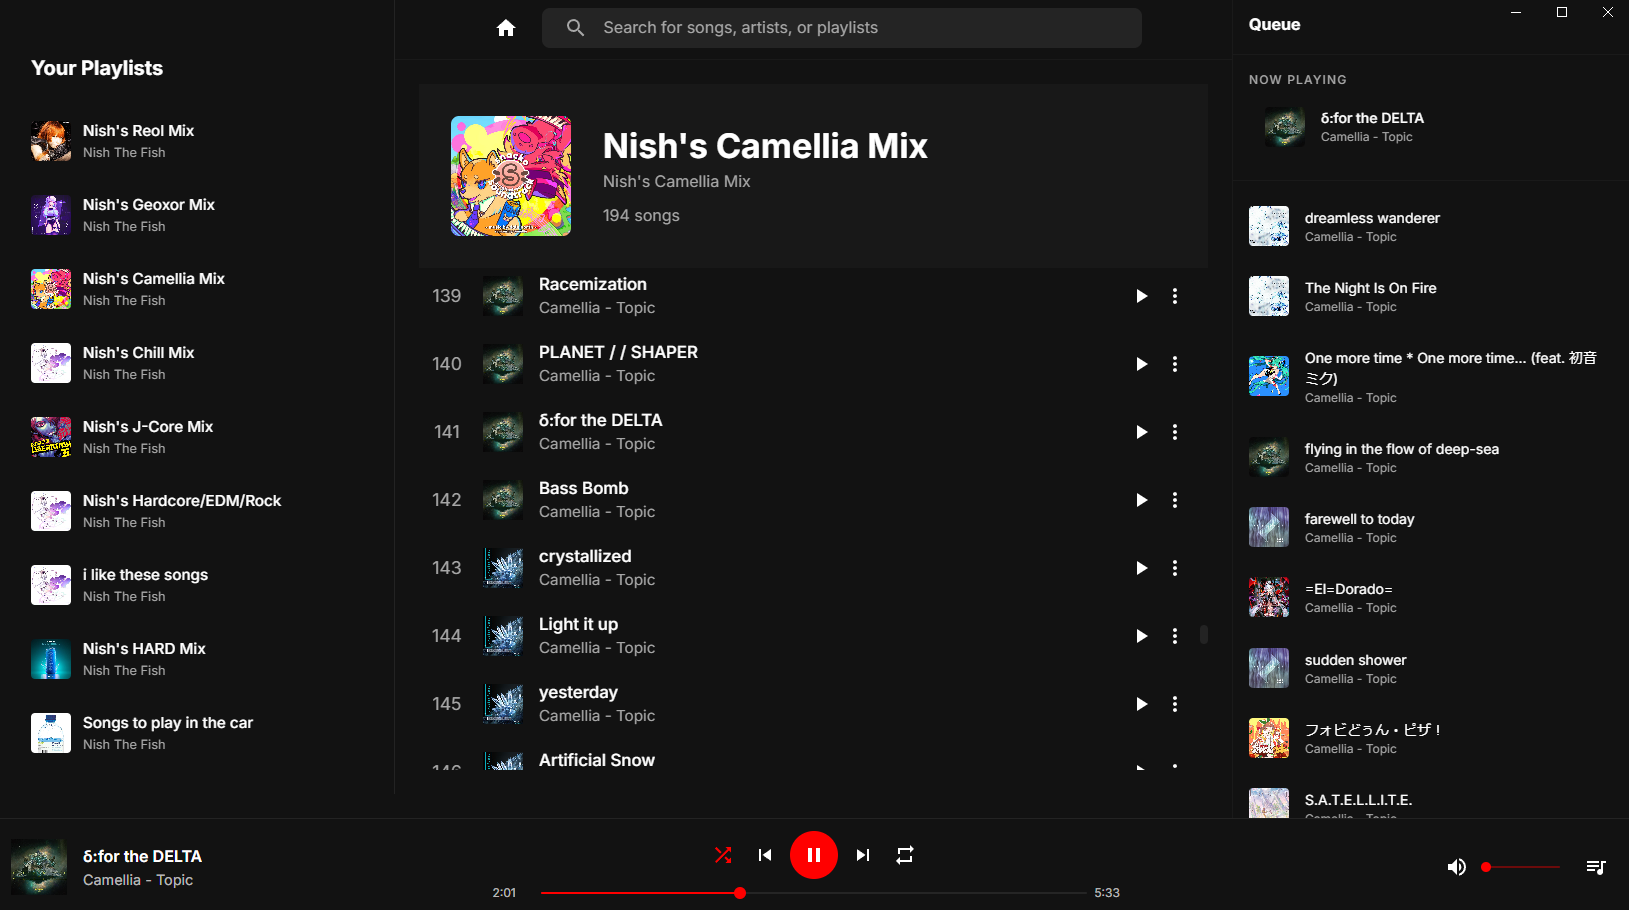 Your Playlists
Nish's Reol Mix
Nish The Fish
Nish's Geoxor Mix
Nish The Fish
Nish's Camellia Mix
Nish The Fish
Nish's Chill Mix
Nish The Fish
Nish's J-Core Mix
Nish The Fish
Nish's Hardcore/EDM/Rock
Nish The Fish
i like these songs
Nish The Fish
Nish's HARD Mix
Nish The Fish
Songs to play in the car
Nish The Fish
Search for songs, artists, or playlists
Nish's Camellia Mix
Nish's Camellia Mix
194 songs
139
Racemization
Camellia - Topic
140
PLANET / / SHAPER
Camellia - Topic
141
δ:for the DELTA
Camellia - Topic
142
Bass Bomb
Camellia - Topic
143
crystallized
Camellia - Topic
144
Light it up
Camellia - Topic
145
yesterday
Camellia - Topic
146
Artificial Snow
Queue
NOW PLAYING
δ:for the DELTA
Camellia - Topic
dreamless wanderer
Camellia - Topic
The Night Is On Fire
Camellia - Topic
One more time * One more time... (feat. 初音
ミク)
Camellia - Topic
flying in the flow of deep-sea
Camellia - Topic
farewell to today
Camellia - Topic
=El=Dorado=
Camellia - Topic
sudden shower
Camellia - Topic
フォビどぅん・ピザ！
Camellia - Topic
S.A.T.E.L.L.I.T.E.
Camellia - Topic
δ:for the DELTA
Camellia - Topic
2:01
5:33